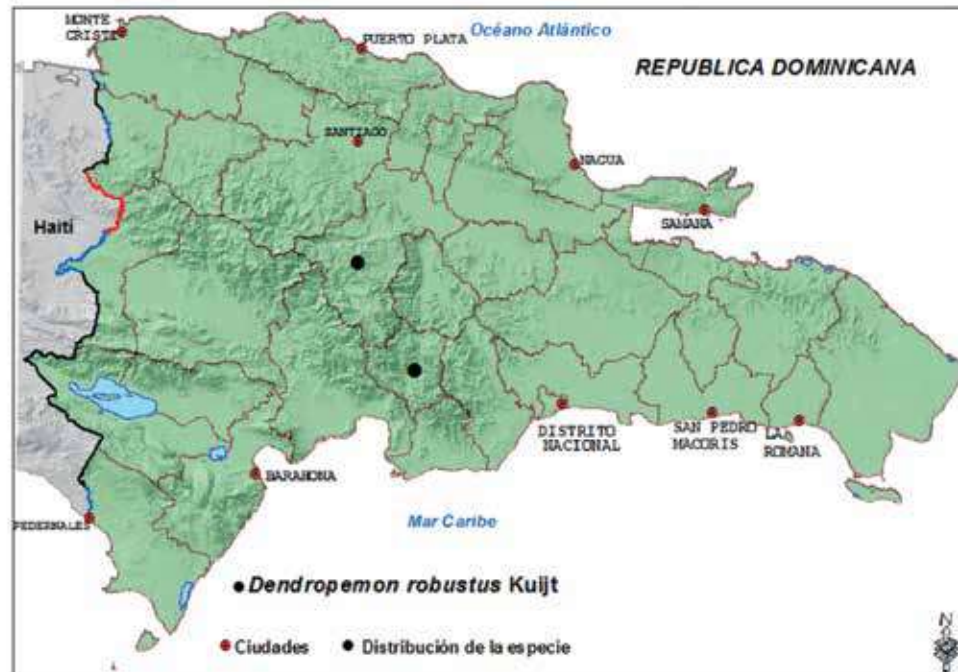 MONTE
CRISTI
PUERTO PLATA
Océano Atlántico
REPUBLICA DOMINICANA
SANTIAGO
NAGUA
SAMANA
Haití
DISTRITO
NACIONAL
SAN PEDRO
MACORIS
LA
ROMANA
BARAHONA
PEDERNALES
Mar Caribe
Dendropemon robustus Kuijt
Ciudades
Distribución de la especie
N